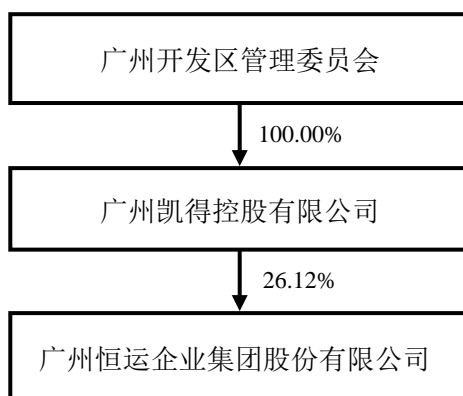 广州开发区管理委员会
100.00%
广州凯得控股有限公司
26.12%
广州恒运企业集团股份有限公司